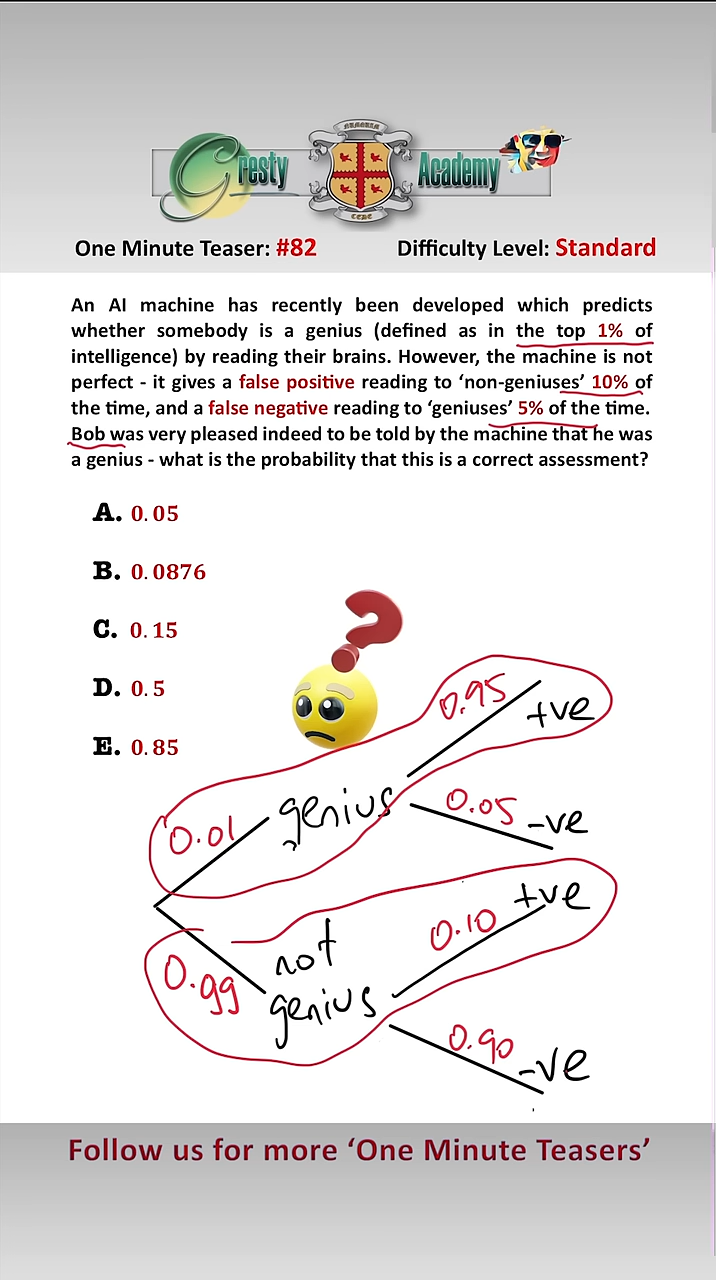 NUMORUM
Gresty
Academy
CEDE
One Minute Teaser: #82 Difficulty Level: Standard
An AI machine has recently been developed which predicts
whether somebody is a genius (defined as in the top 1% of
intelligence) by reading their brains. However, the machine is not
perfect - it gives a false positive reading to ‘non-geniuses’ 10% of
the time, and a false negative reading to ‘geniuses’ 5% of the time.
Bob was very pleased indeed to be told by the machine that he was
a genius - what is the probability that this is a correct assessment?
A. 0.05
B. 0.0876
C. 0.15
D. 0.5
E. 0.85
0.95 +ve
0.01 genius
0.05 -ve
0.10 +ve
0.99 not
genius
0.90 -ve
Follow us for more ‘One Minute Teasers’